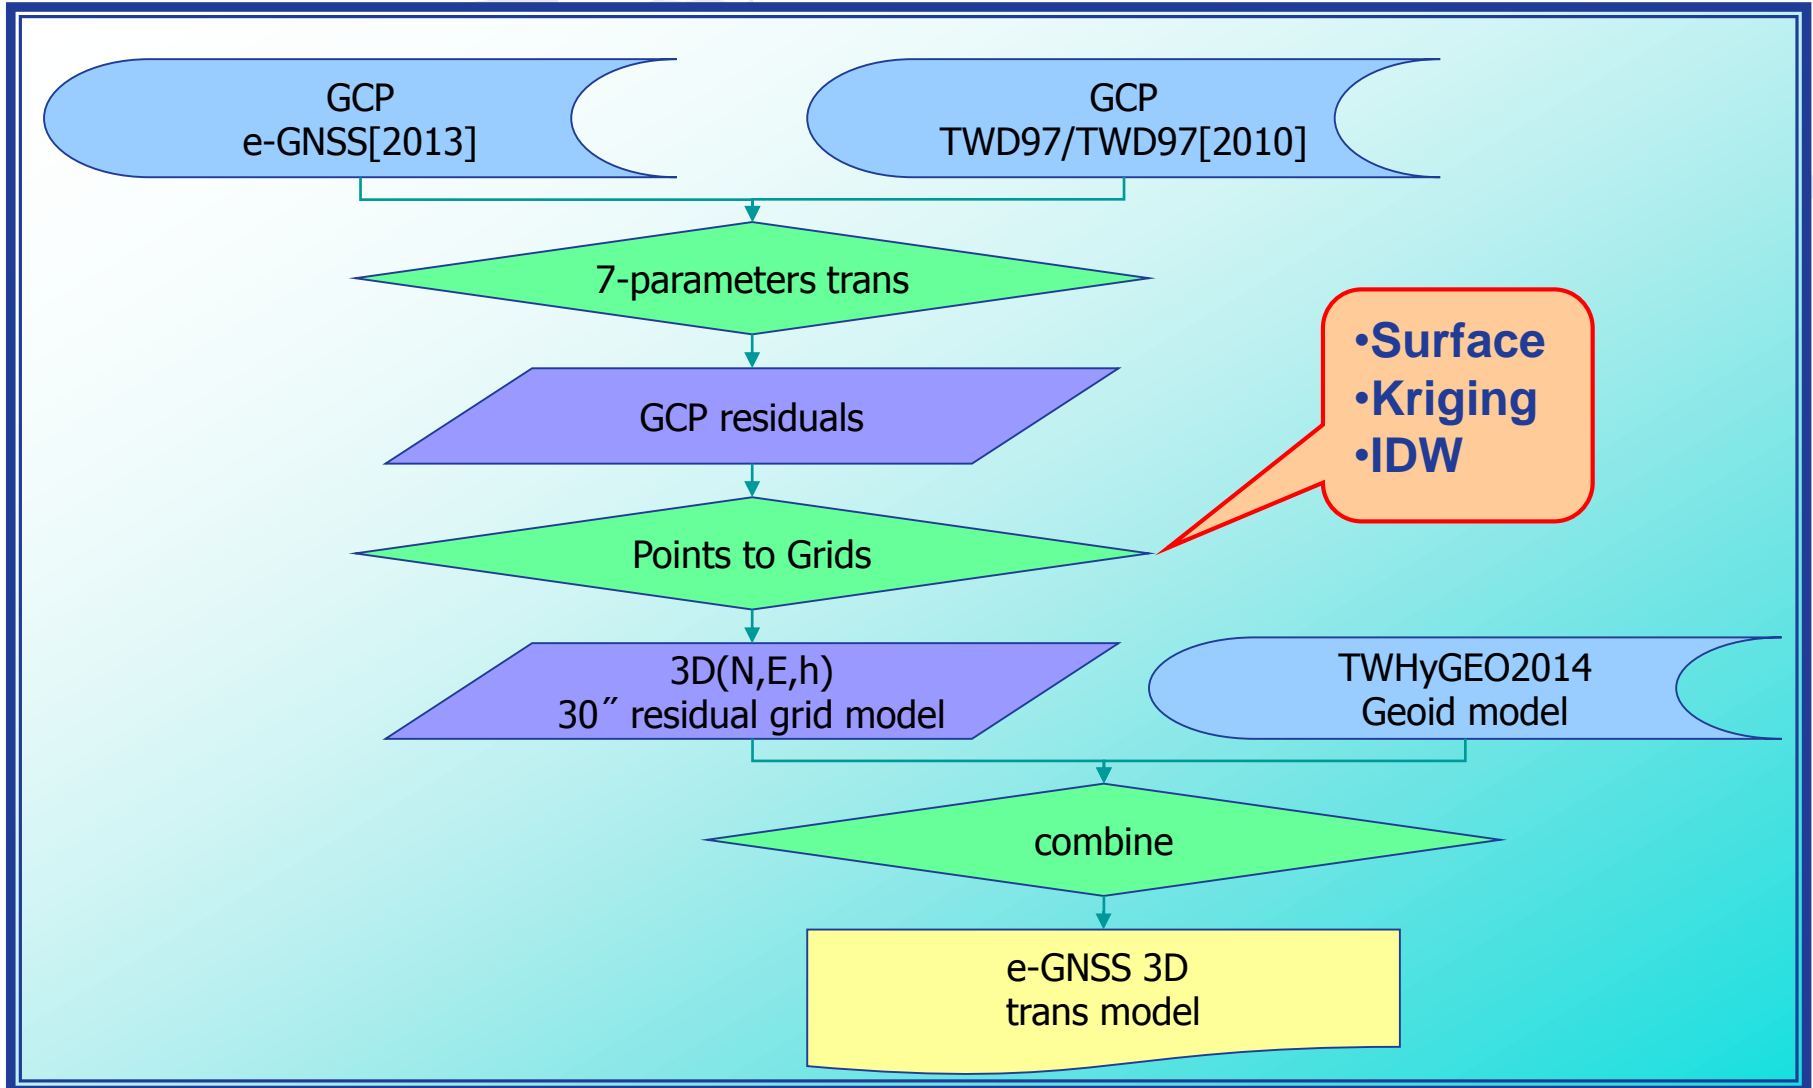 GCP
e-GNSS[2013]
GCP
TWD97/TWD97[2010]
7-parameters trans
•Surface
•Kriging
•IDW
GCP residuals
Points to Grids
3D(N,E,h)
30˝ residual grid model
TWHyGEO2014
Geoid model
combine
e-GNSS 3D
trans model